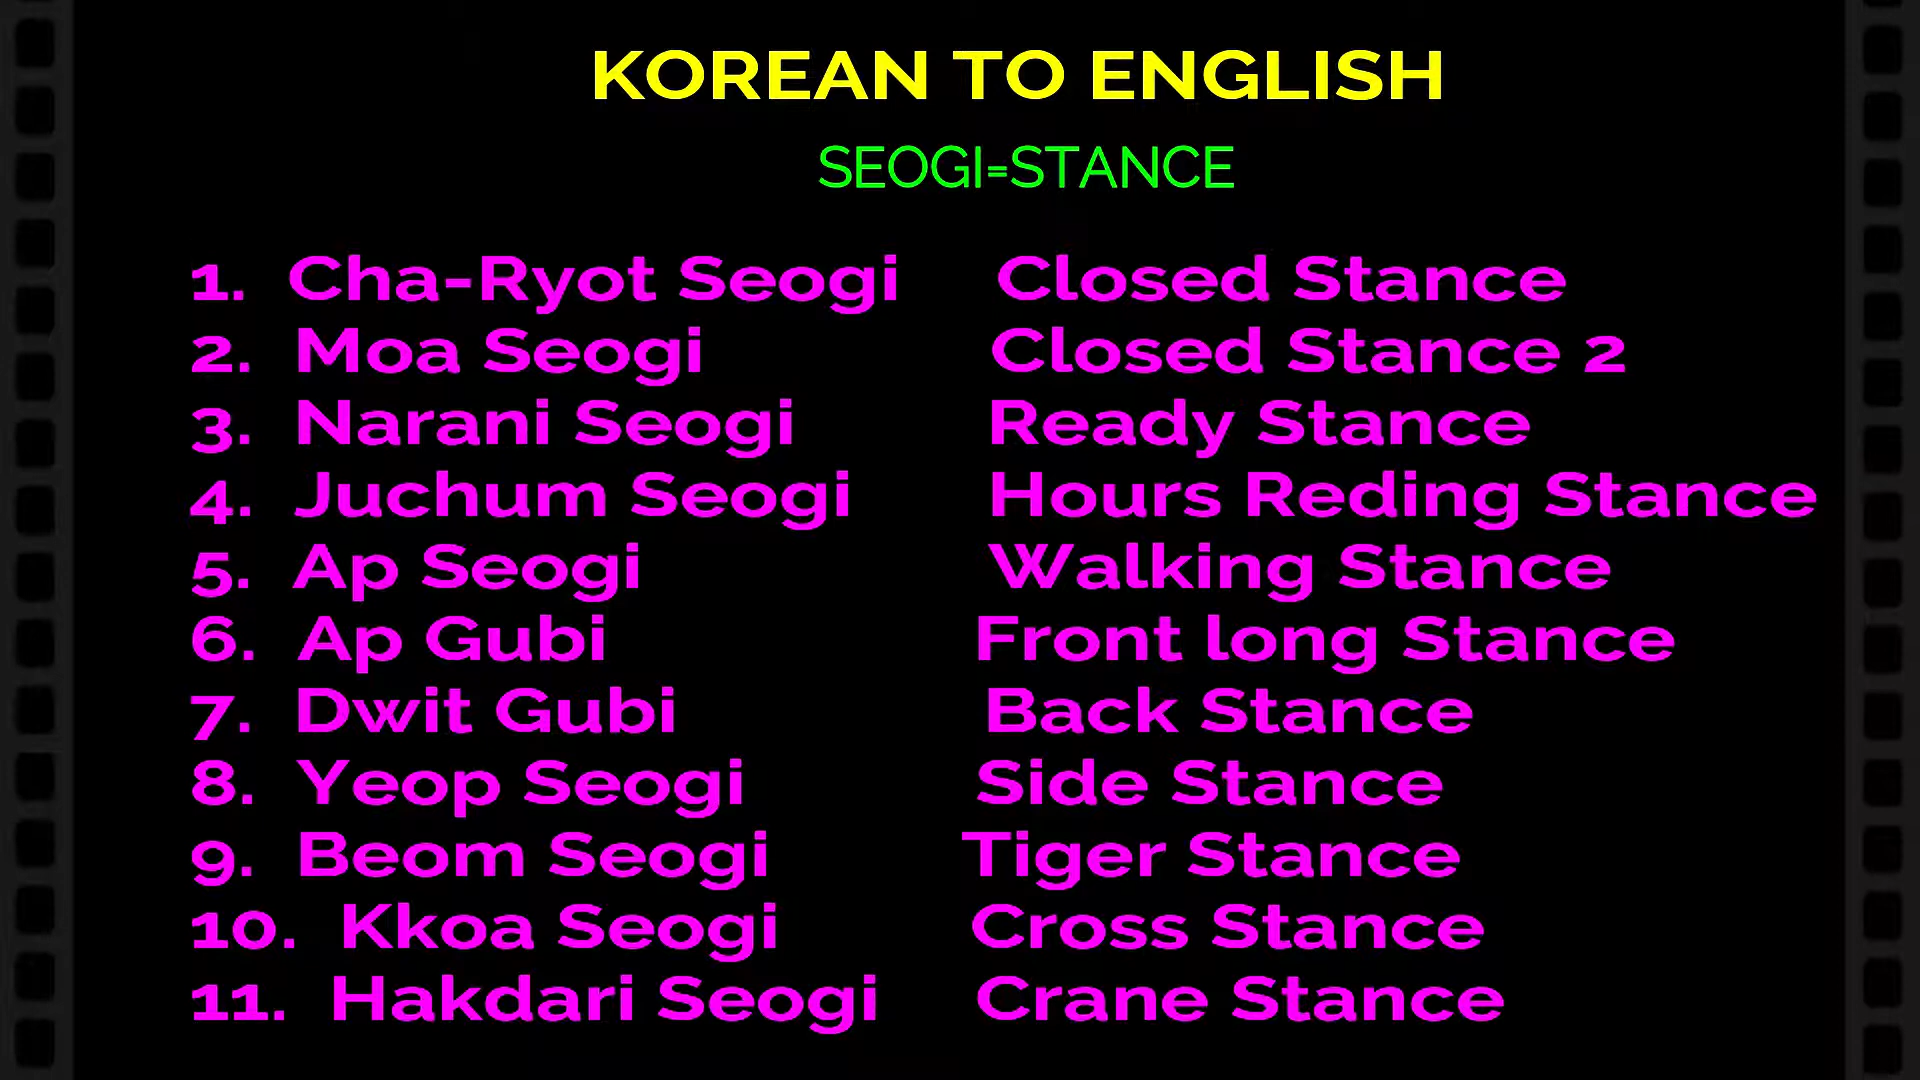 KOREAN TO ENGLISH
SEOGI=STANCE
1. Cha-Ryot Seogi Closed Stance
2. Moa Seogi Closed Stance 2
3. Narani Seogi Ready Stance
4. Juchum Seogi Hours Reding Stance
5. Ap Seogi Walking Stance
6. Ap Gubi Front long Stance
7. Dwit Gubi Back Stance
8. Yeop Seogi Side Stance
9. Beom Seogi Tiger Stance
10. Kkoa Seogi Cross Stance
11. Hakdari Seogi Crane Stance